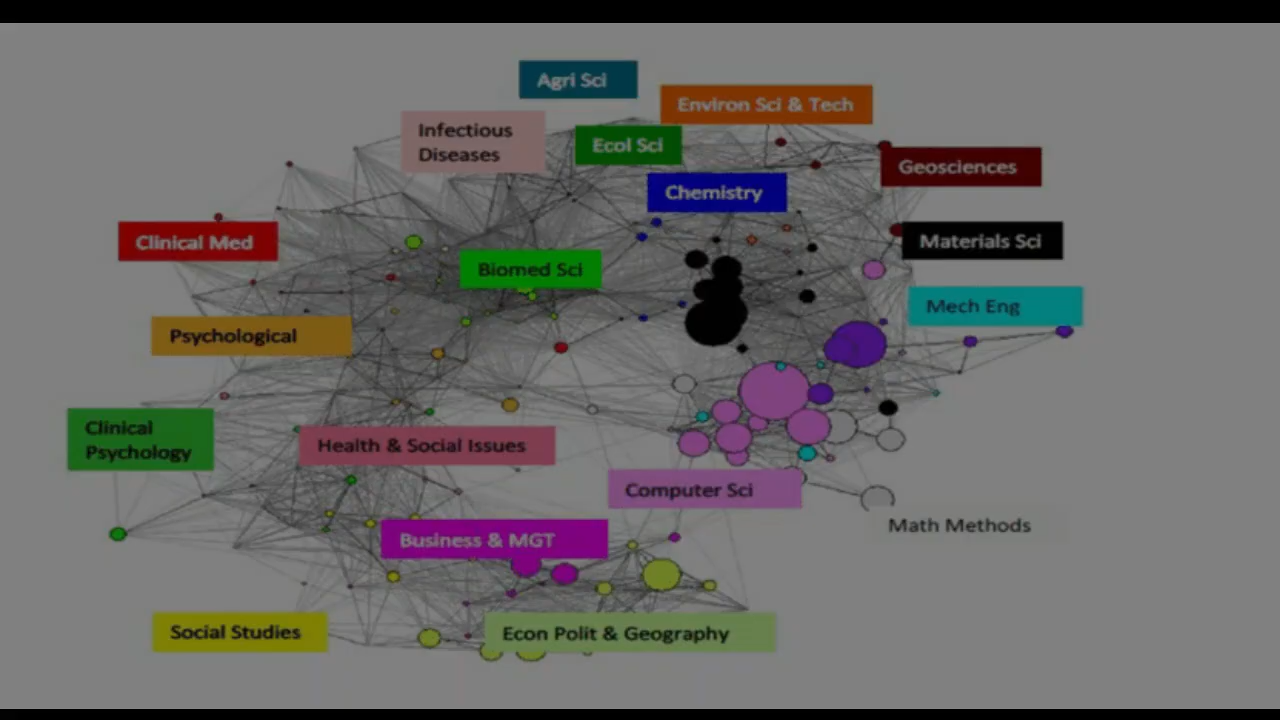 Agri Sci
Environ Sci & Tech
Infectious
Diseases
Ecol Sci
Geosciences
Chemistry
Clinical Med
Materials Sci
Biomed Sci
Mech Eng
Psychological
Clinical
Psychology
Health & Social Issues
Computer Sci
Math Methods
Business & MGT
Social Studies
Econ Polit & Geography